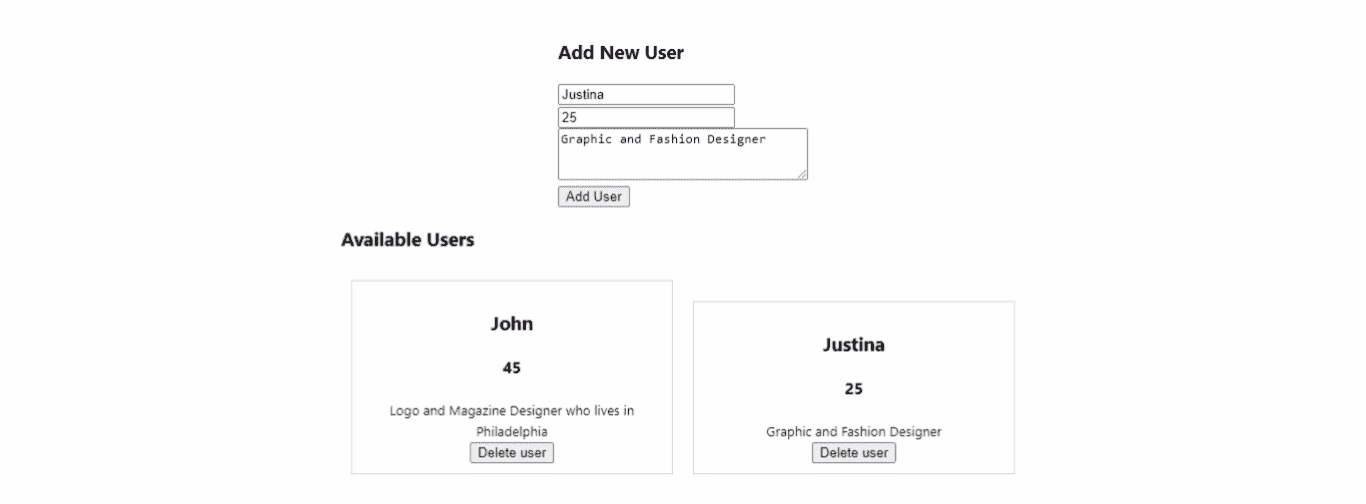 Add New User
Justina
25
Graphic and Fashion Designer
Add User
Available Users
John
45
Logo and Magazine Designer who lives in
Philadelphia
Delete user
Justina
25
Graphic and Fashion Designer
Delete user